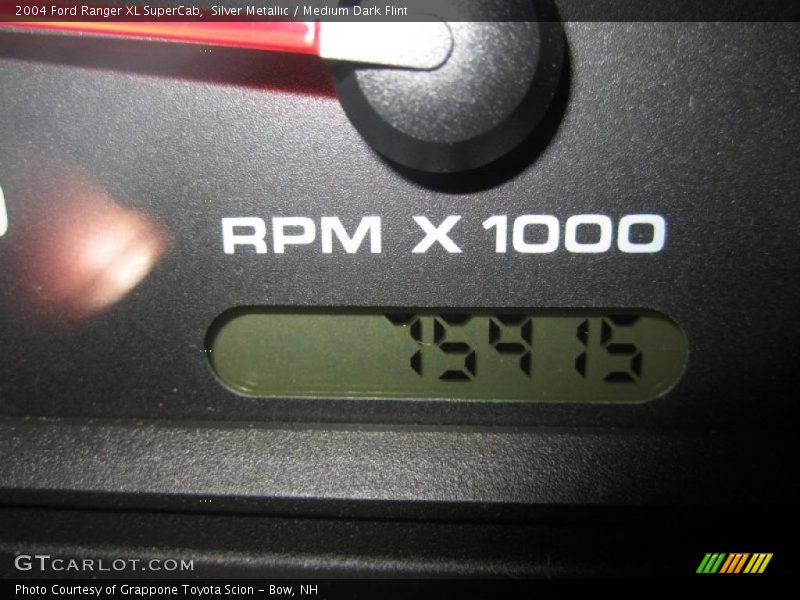 2004 Ford Ranger XL SuperCab,  Silver Metallic / Medium Dark Flint
RPM X 1000
75415
GTCARLOT.COM
Photo Courtesy of Grappone Toyota Scion - Bow, NH